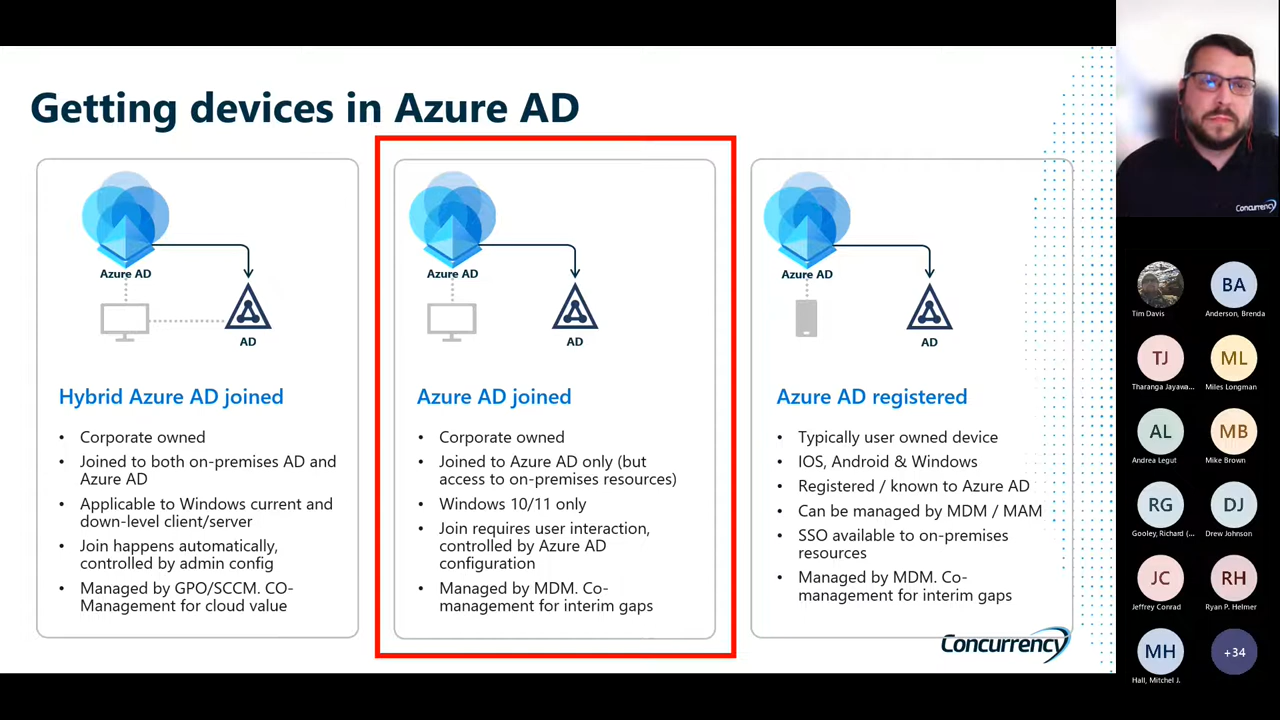 Getting devices in Azure AD
Azure AD
AD
Hybrid Azure AD joined
• Corporate owned
• Joined to both on-premises AD and
Azure AD
• Applicable to Windows current and
down-level client/server
• Join happens automatically,
controlled by admin config
• Managed by GPO/SCCM. CO-
Management for cloud value
Azure AD
AD
Azure AD joined
• Corporate owned
• Joined to Azure AD only (but
access to on-premises resources)
• Windows 10/11 only
• Join requires user interaction,
controlled by Azure AD
configuration
• Managed by MDM. Co-
management for interim gaps
Azure AD
AD
Azure AD registered
• Typically user owned device
• IOS, Android & Windows
• Registered / known to Azure AD
• Can be managed by MDM / MAM
• SSO available to on-premises
resources
• Managed by MDM. Co-
management for interim gaps
Concurrency
Concurrency
Tim Davis
BA
Anderson, Brenda
TJ
Tharanga Jayawa...
ML
Miles Longman
AL
Andrea Legut
MB
Mike Brown
RG
Gooley, Richard (...
DJ
Drew Johnson
JC
Jeffrey Conrad
RH
Ryan P. Helmer
MH
Hall, Mitchel J.
+34